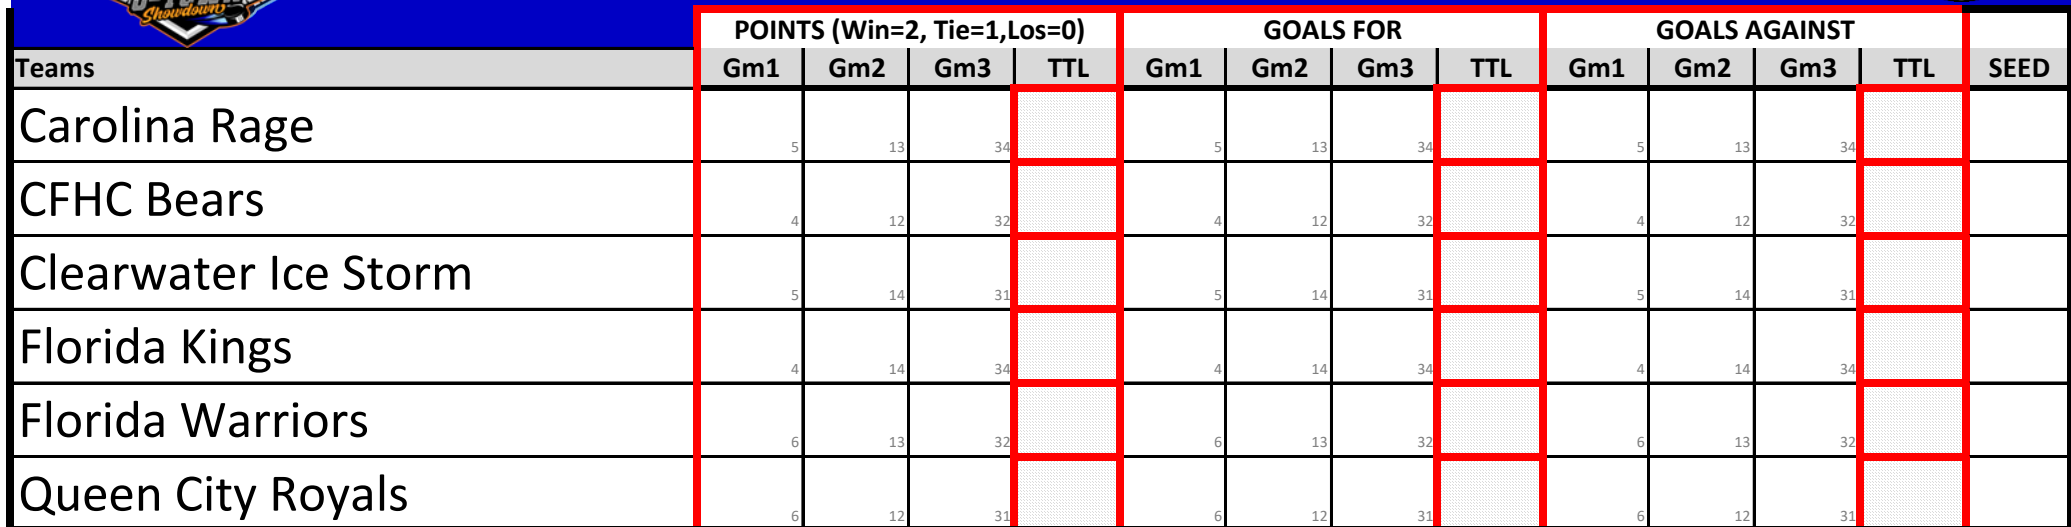 Showdown
POINTS (Win=2, Tie=1,Los=0) GOALS FOR GOALS AGAINST
Teams Gm1 Gm2 Gm3 TTL Gm1 Gm2 Gm3 TTL Gm1 Gm2 Gm3 TTL SEED
Carolina Rage 5 13 34 5 13 34 5 13 34
CFHC Bears 4 12 32 4 12 32 4 12 32
Clearwater Ice Storm 5 14 31 5 14 31 5 14 31
Florida Kings 4 14 34 4 14 34 4 14 34
Florida Warriors 6 13 32 6 13 32 6 13 32
Queen City Royals 6 12 31 6 12 31 6 12 31